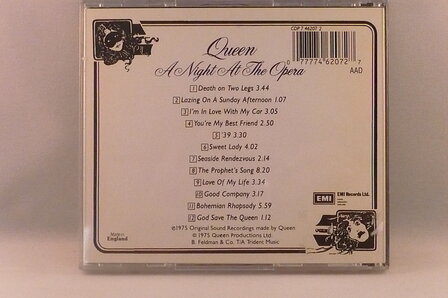 CDP 7 46207 2
0 77774 62072 7
AAD
Queen
A Night At The Opera
1 Death on Two Legs 3.44
2 Lazing On A Sunday Afternoon 1.07
3 I'm In Love With My Car 3.05
4 You're My Best Friend 2.50
5 '39 3.30
6 Sweet Lady 4.02
7 Seaside Rendezvous 2.14
8 The Prophet's Song 8.20
9 Love Of My Life 3.34
10 Good Company 3.17
11 Bohemian Rhapsody 5.59
12 God Save The Queen 1.12
EMI
EMI Records Ltd.
Made in
England
℗1975 Original Sound Recordings made by Queen
© 1975 Queen Productions Ltd.
B. Feldman & Co. T/A Trident Music